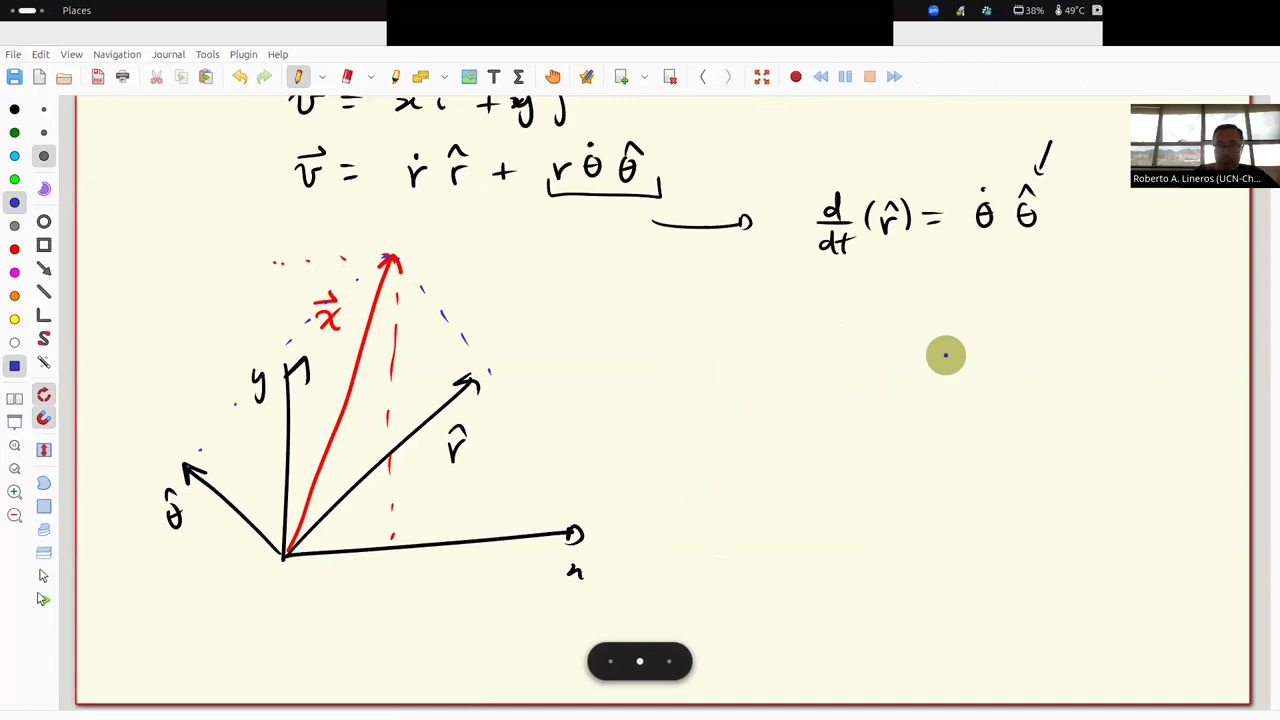 Places
38% 49°C
File Edit View Navigation Journal Tools Plugin Help
v⃗ = ẋ î + ẏ ĵ
v⃗ = ṙ r̂ + r θ̇ θ̂
d/dt (r̂) = θ̇ θ̂
Roberto A. Lineros (UCN-Ch...
x⃗
y
r̂
θ̂
x